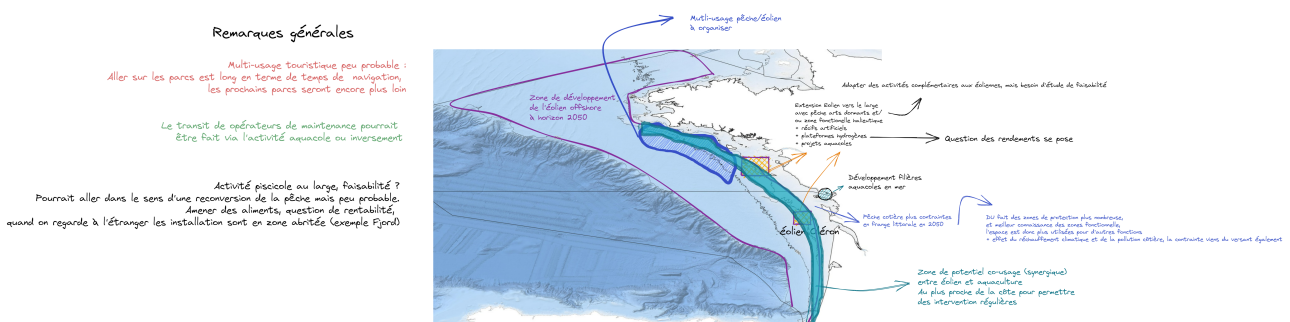 Remarques générales
Multi-usage touristique peu probable :
Aller sur les parcs est long en terme de temps de navigation,
les prochains parcs seront encore plus loin
Le transit de opérateurs de maintenance pourrait
être fait via l'activité aquacole ou inversement
Activité piscicole au large, faisabilité ?
Pourrait aller dans le sens d'une reconversion de la pêche mais peu probable.
Amener des aliments, question de rentabilité,
quand on regarde à l'étranger les installation sont en zone abritée (exemple Fjord)
Mutli-usage pêche/éolien
à organiser
Zone de développement
de l'éolien offshore
à horizon 2050
Adapter des activités complémentaires aux éoliennes, mais besoin d'étude de faisabilité
Extension Eolien vers le large
avec pêche arts dormants et/
ou zone fonctionnelle halieutique
• récifs artificiels
• plateformes hydrogènes
• projets aquacoles
Question des rendements se pose
Développement filières
aquacoles en mer
Pêche cotière plus contraintes
en frange littorale en 2050
DU fait des zones de protection plus nombreuse,
et meilleur connaissance des zones fonctionnelle,
l'espace est donc plus utilisées pour d'autres fonctions
+ effet du réchauffement climatique et de la pollution côtière, la contrainte viens du versant également
éolien
Zone de potentiel co-usage (synergique)
entre éolien et aquaculture
Au plus proche de la côte pour permettre
des intervention régulières